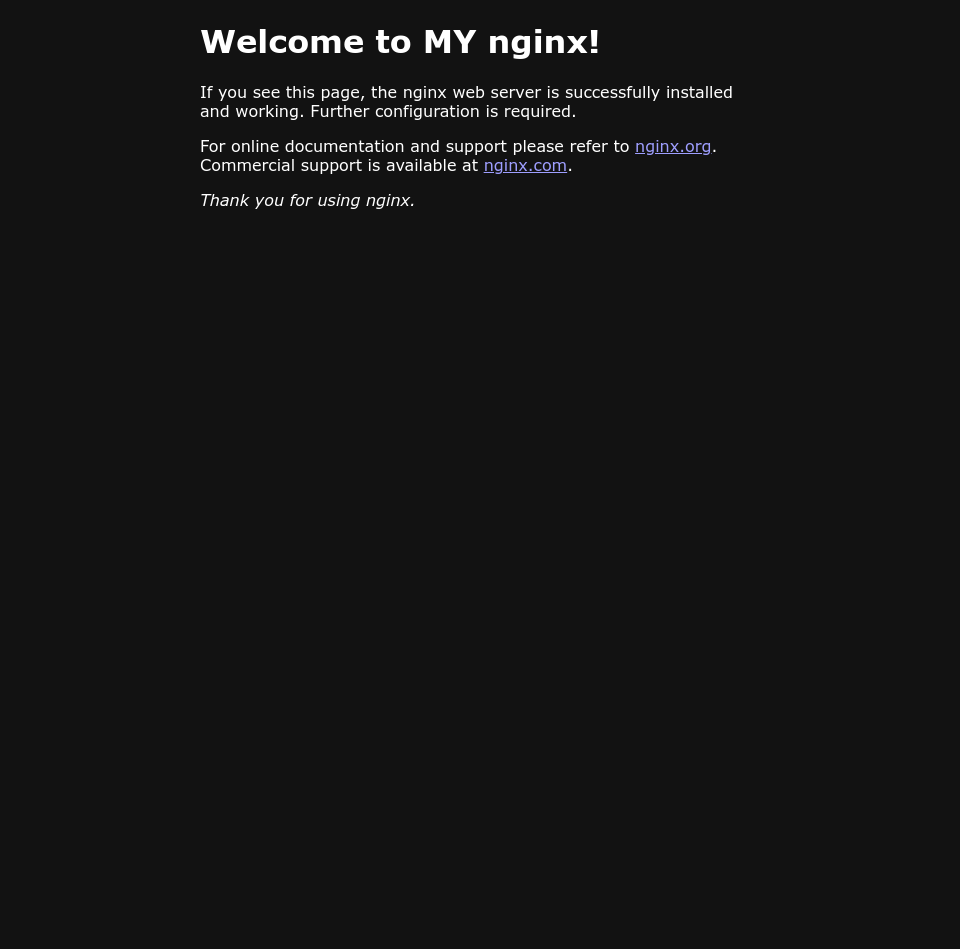 Welcome to MY nginx!
If you see this page, the nginx web server is successfully installed
and working. Further configuration is required.
For online documentation and support please refer to nginx.org.
Commercial support is available at nginx.com.
Thank you for using nginx.